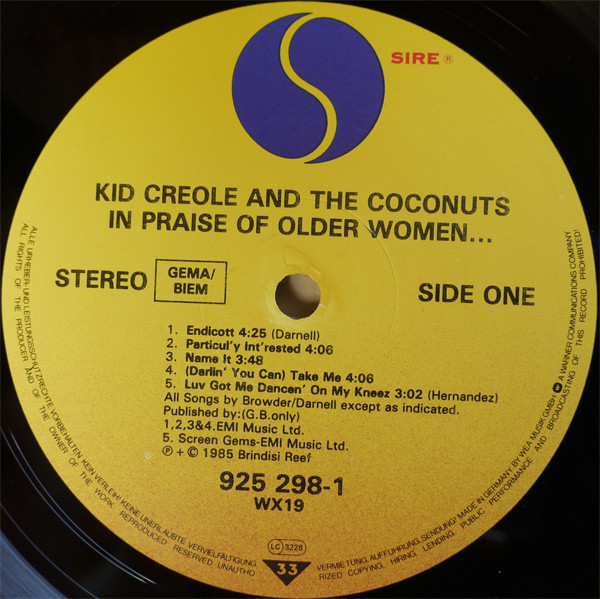 SIRE ®
KID CREOLE AND THE COCONUTS
IN PRAISE OF OLDER WOMEN...
STEREO
GEMA/
BIEM
SIDE ONE
1. Endicott 4:25 (Darnell)
2. Particul'y Int'rested 4:06
3. Name It 3:48
4. (Darlin' You Can) Take Me 4:06
5. Luv Got Me Dancen' On My Kneez 3:02 (Hernandez)
All Songs by Browder/Darnell except as indicated.
Published by:(G.B.only)
1,2,3&4.EMI Music Ltd.
5. Screen Gems-EMI Music Ltd.
℗ + © 1985 Brindisi Reef
925 298-1
WX19
LC 3228
33
ALLE URHEBER-UND LEISTUNGSSCHUTZRECHTE VORBEHALTEN. KEIN VERLEIH! KEINE UNERLAUBTE VERVIELFÄLTIGUNG, VERMIETUNG, AUFFÜHRUNG, SENDUNG! MADE IN GERMANY, BY WEA MUSIK GMBH A WARNER COMMUNICATIONS COMPANY
ALL RIGHTS OF THE PRODUCER AND OF THE OWNER OF THE WORK REPRODUCED RESERVED. UNAUTHORIZED COPYING, HIRING, LENDING, PUBLIC PERFORMANCE AND BROADCASTING OF THIS RECORD PROHIBITED!